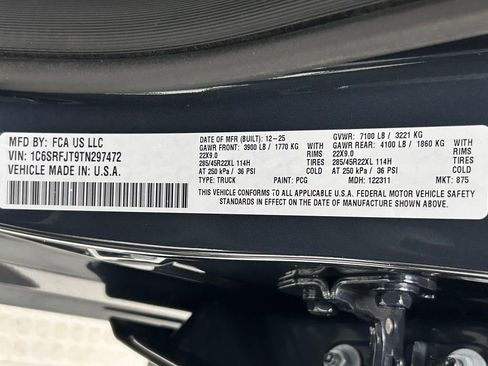 MFD BY: FCA US LLC
VIN: 1C6SRFJT9TN297472
VEHICLE MADE IN: U.S.A.
DATE OF MFR (BUILT): 12-25 GVWR: 7100 LB / 3221 KG
GAWR FRONT: 3900 LB / 1770 KG GAWR REAR: 4100 LB / 1860 KG
22X9.0 RIMS 22X9.0 RIMS
285/45R22XL 114H TIRES 285/45R22XL 114H TIRES
AT 250 kPa / 36 PSI COLD AT 250 kPa / 36 PSI COLD
TYPE: TRUCK PAINT: PCG MDH: 122311 MKT: 875
THIS VEHICLE CONFORMS TO ALL APPLICABLE U.S.A. FEDERAL MOTOR VEHICLE SAFETY
STANDARDS IN EFFECT ON THE DATE OF MANUFACTURE SHOWN ABOVE.